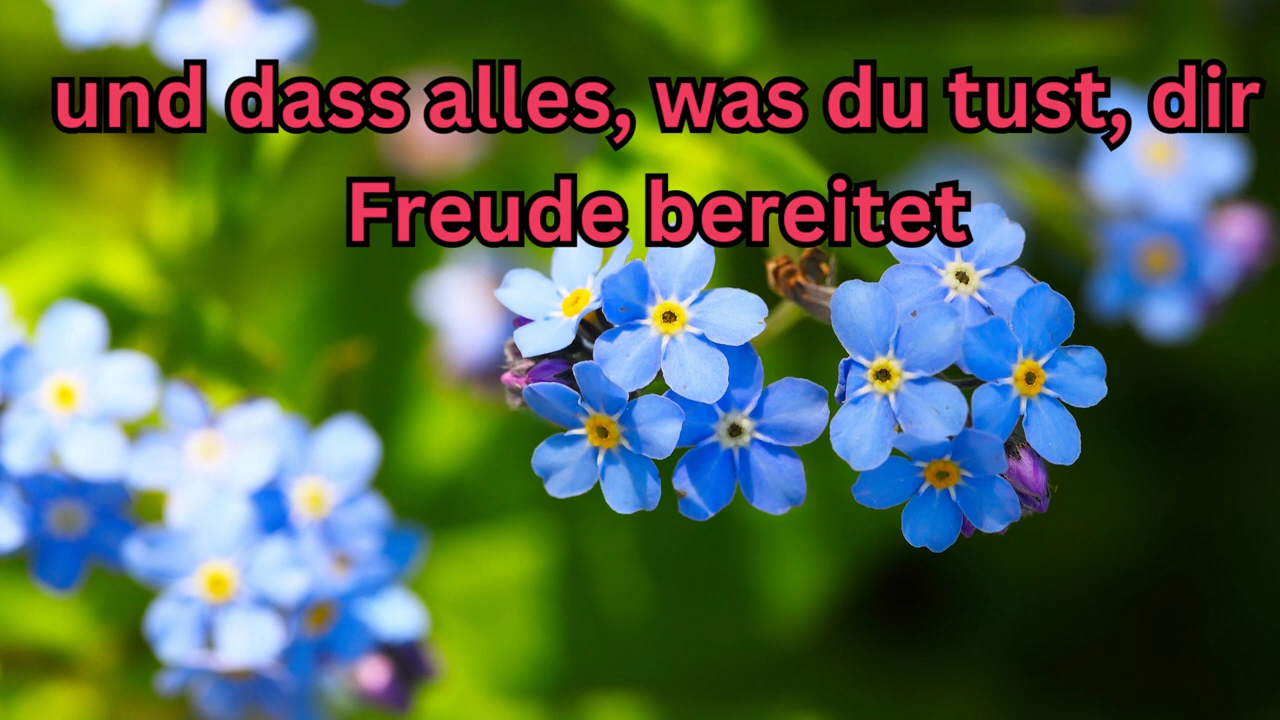 und dass alles, was du tust, dir
Freude bereitet